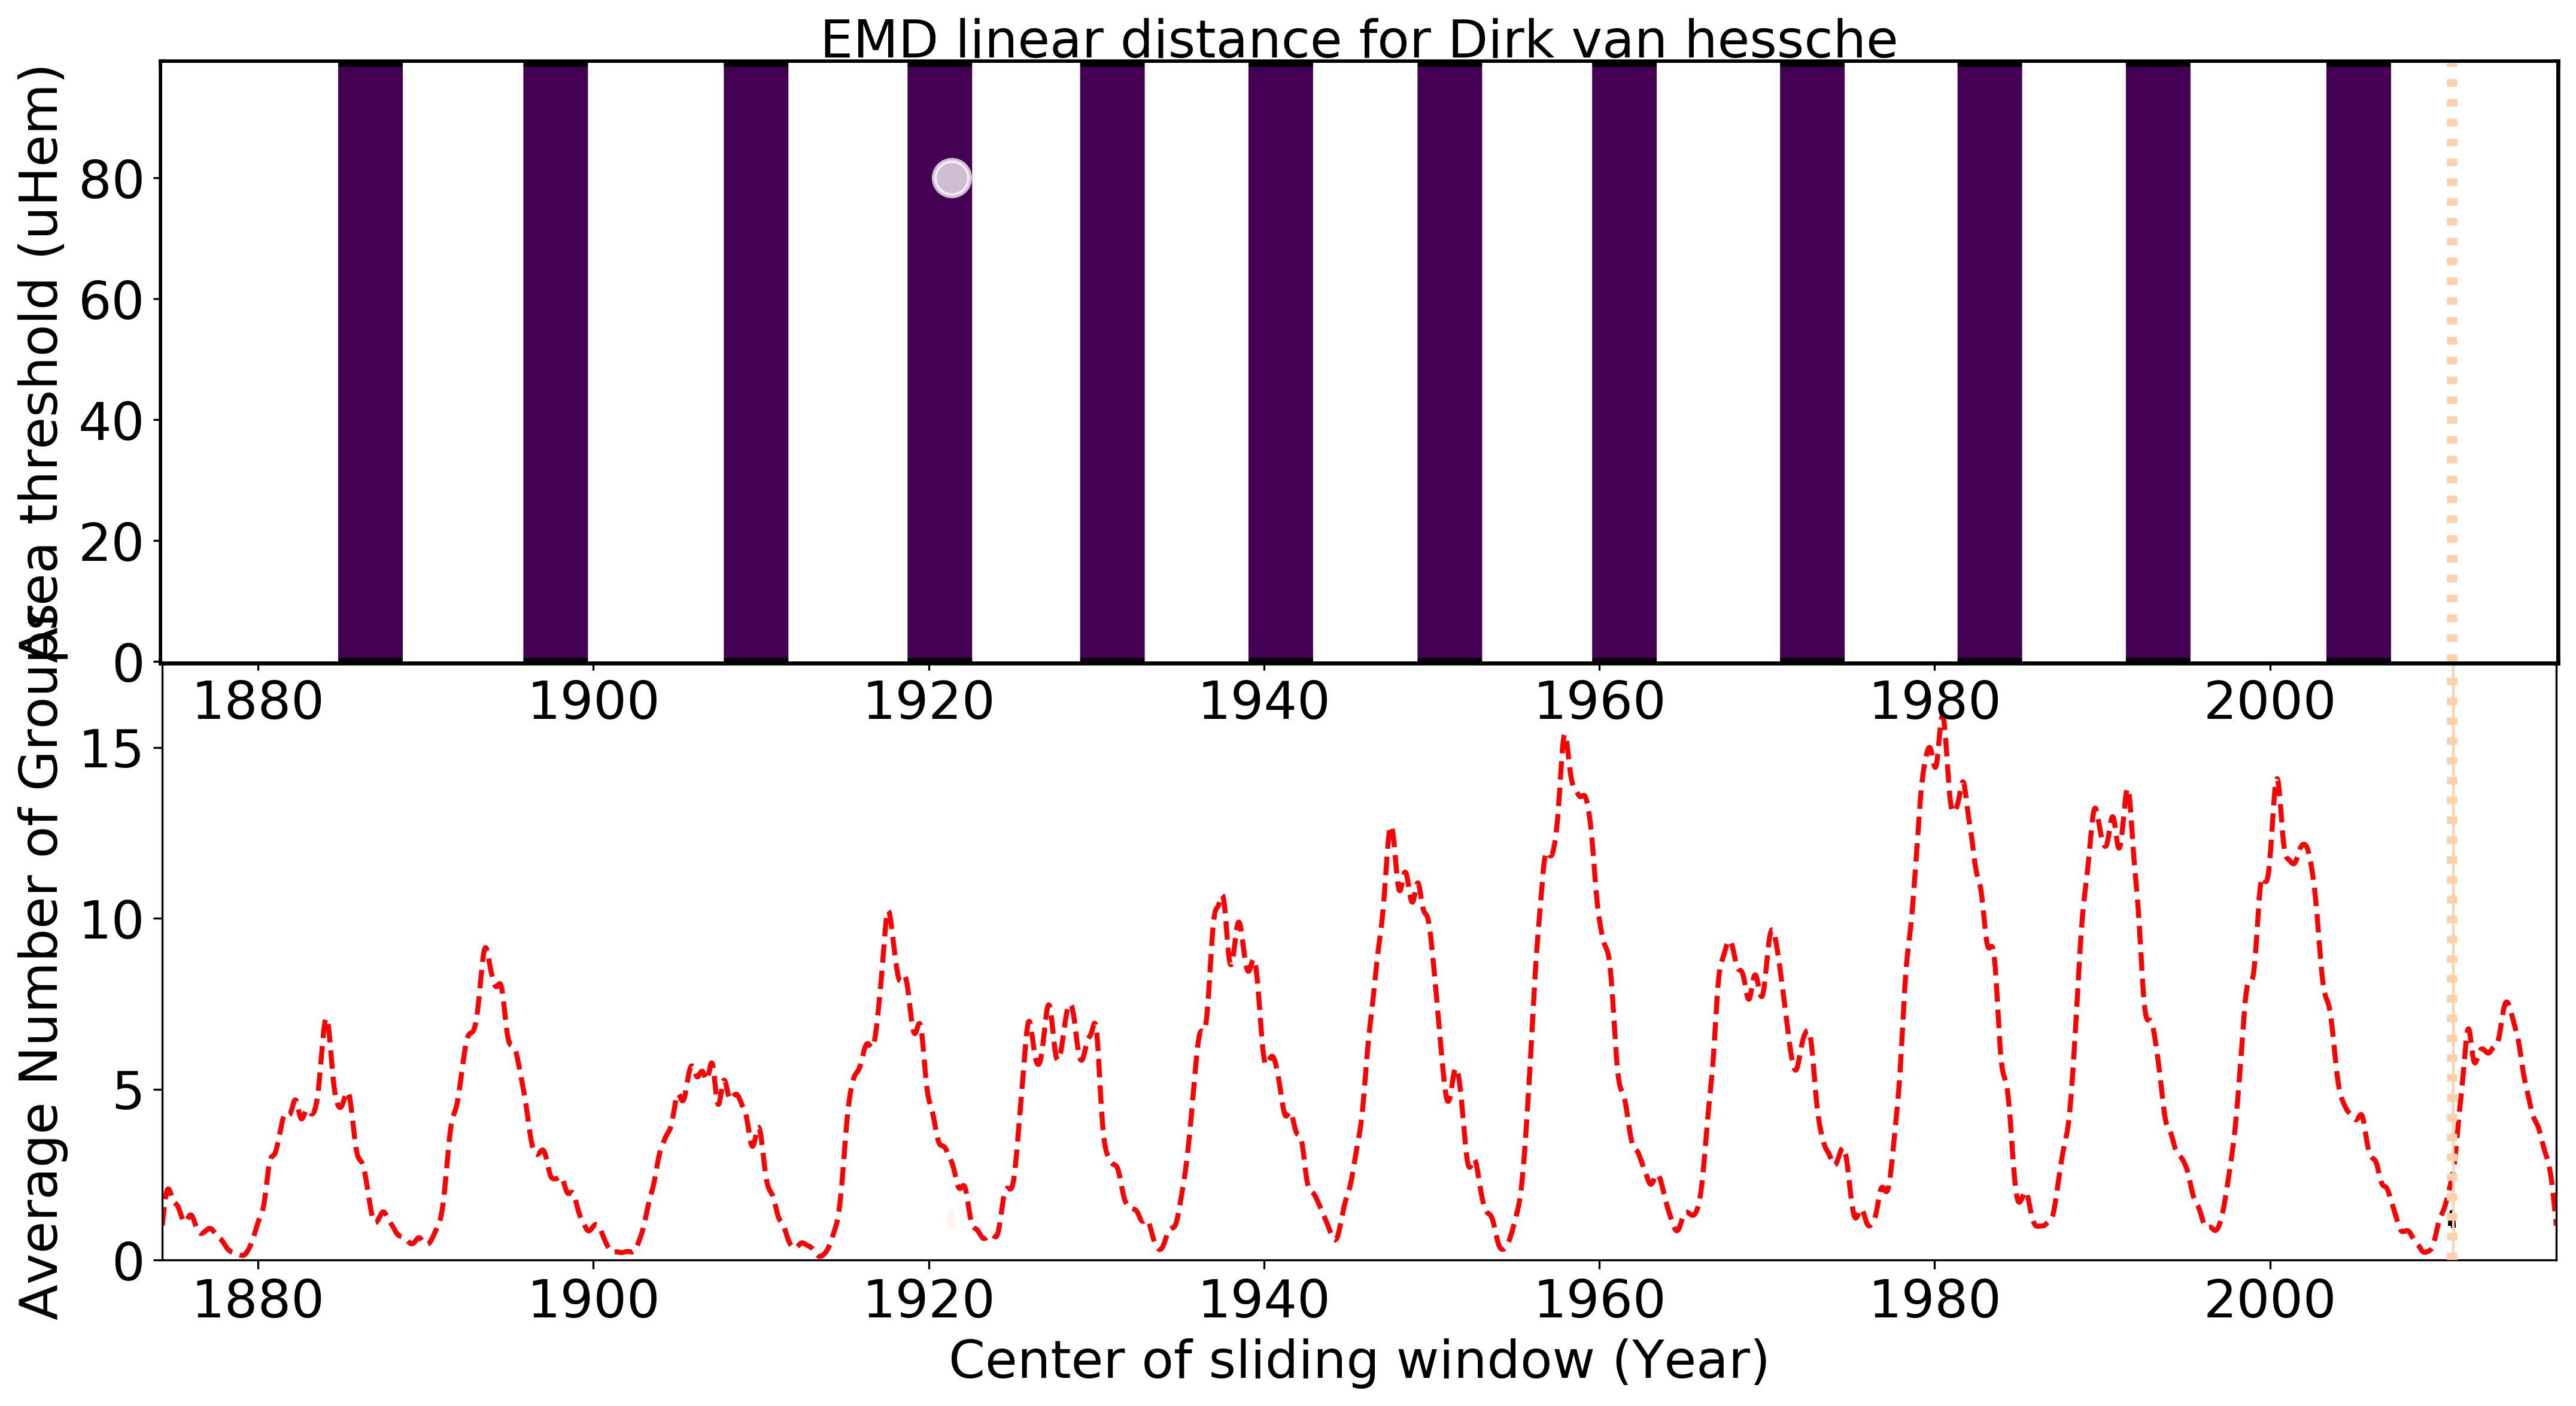 EMD linear distance for Dirk van hessche
Area threshold (uHem)
80
60
40
20
0
1880 1900 1920 1940 1960 1980 2000
Average Number of Groups
15
10
5
0
1880 1900 1920 1940 1960 1980 2000
Center of sliding window (Year)